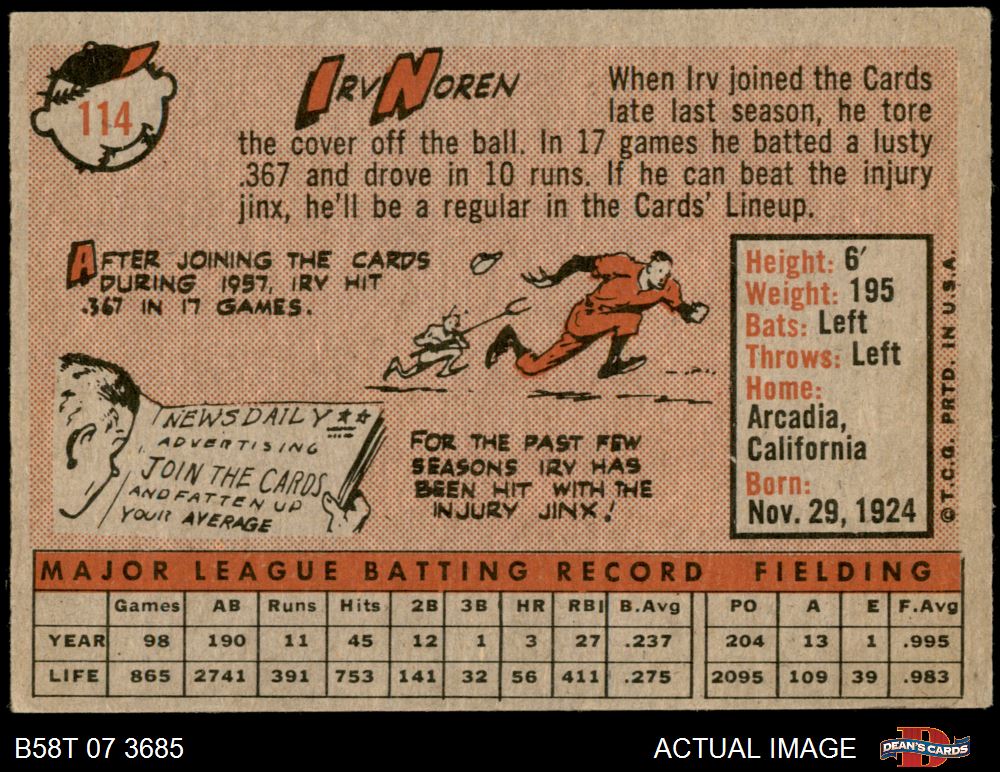 114
IRV NOREN
When Irv joined the Cards
late last season, he tore
the cover off the ball. In 17 games he batted a lusty
.367 and drove in 10 runs. If he can beat the injury
jinx, he'll be a regular in the Cards' Lineup.
AFTER JOINING THE CARDS
DURING 1957, IRV HIT
.367 IN 17 GAMES.
NEWS DAILY
ADVERTISING
JOIN THE CARDS
AND FATTEN UP
YOUR AVERAGE
FOR THE PAST FEW
SEASONS IRV HAS
BEEN HIT WITH THE
INJURY JINX!
Height: 6′
Weight: 195
Bats: Left
Throws: Left
Home:
Arcadia,
California
Born:
Nov. 29, 1924
© T.C.G. PRTD. IN U.S.A.
MAJOR LEAGUE BATTING RECORD FIELDING
Games AB Runs Hits 2B 3B HR RBI B.Avg PO A E F.Avg
YEAR 98 190 11 45 12 1 3 27 .237 204 13 1 .995
LIFE 865 2741 391 753 141 32 56 411 .275 2095 109 39 .983
B58T 07 3685 ACTUAL IMAGE DEAN'S CARDS